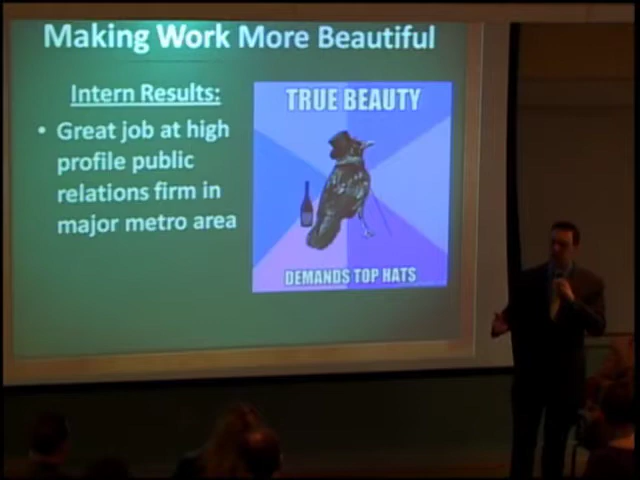 Making Work More Beautiful
Intern Results:
• Great job at high
profile public
relations firm in
major metro area
TRUE BEAUTY
DEMANDS TOP HATS